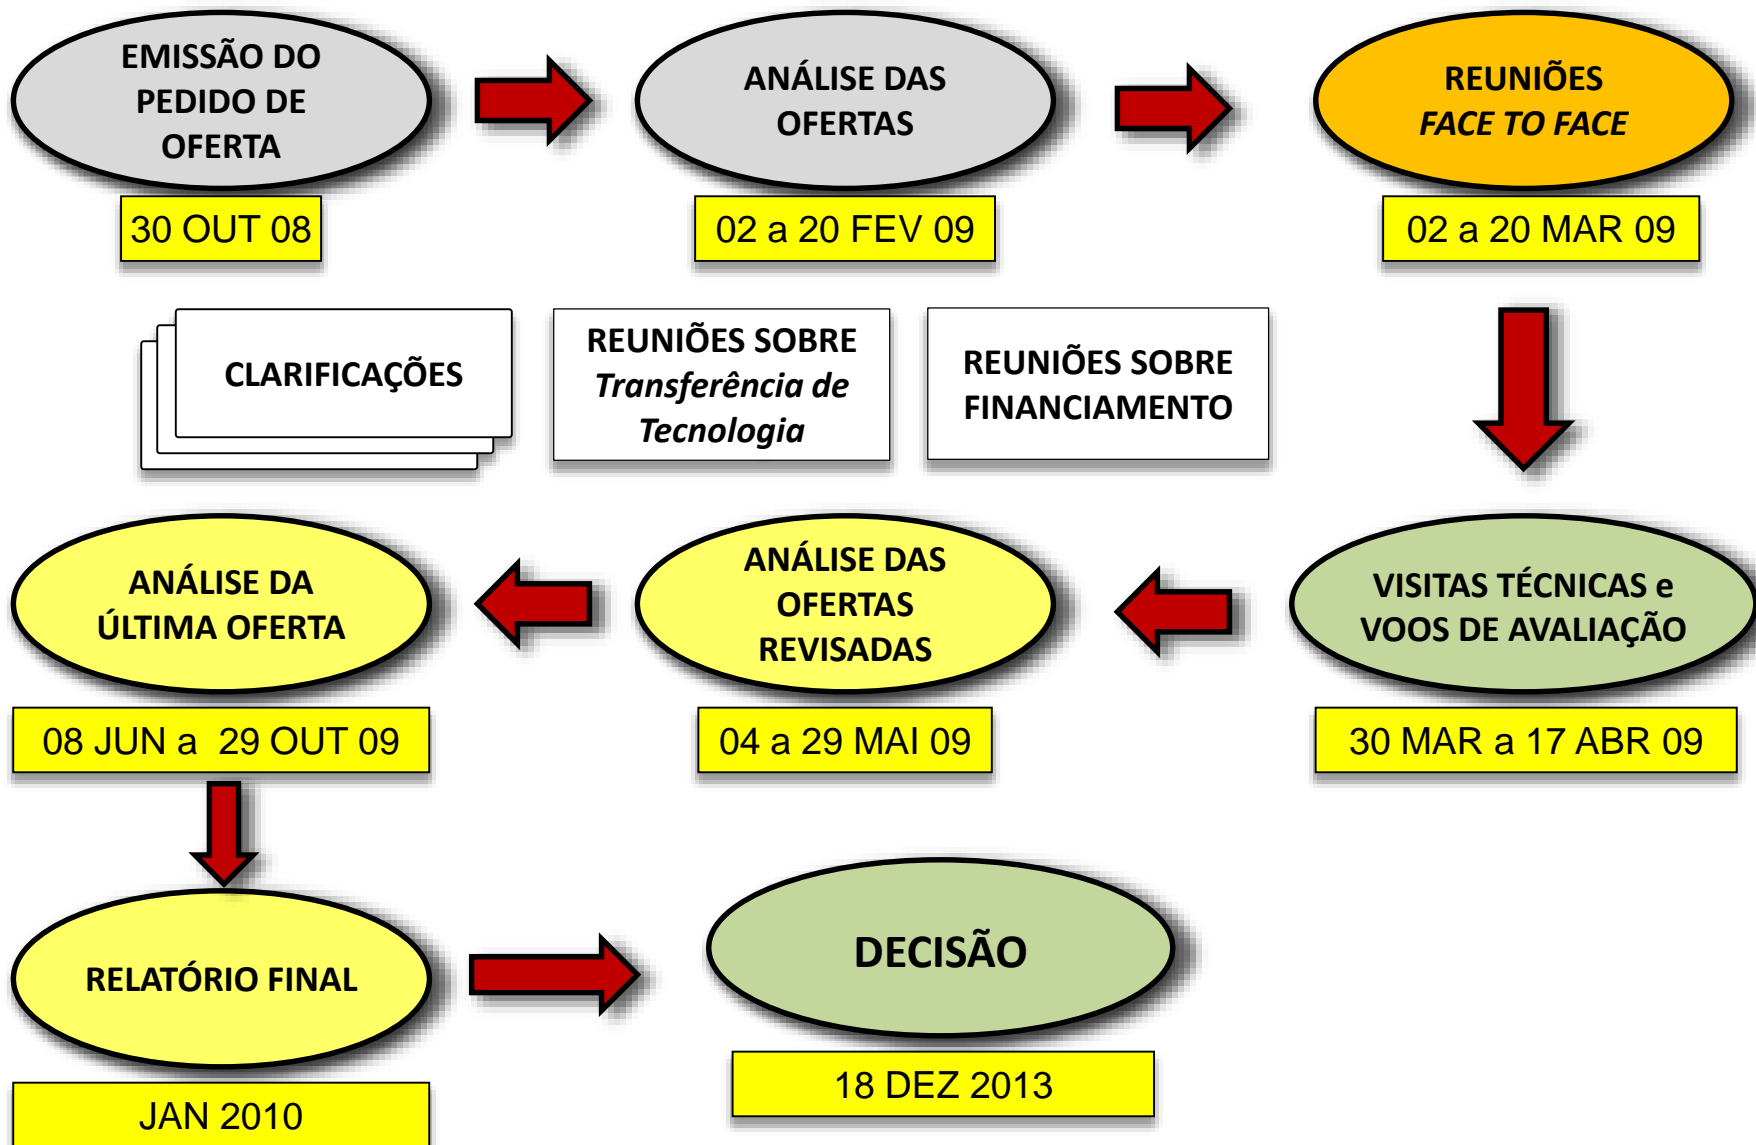 EMISSÃO DO
PEDIDO DE
OFERTA
30 OUT 08
ANÁLISE DAS
OFERTAS
02 a 20 FEV 09
REUNIÕES
FACE TO FACE
02 a 20 MAR 09
CLARIFICAÇÕES
REUNIÕES SOBRE
Transferência de
Tecnologia
REUNIÕES SOBRE
FINANCIAMENTO
VISITAS TÉCNICAS e
VOOS DE AVALIAÇÃO
30 MAR a 17 ABR 09
ANÁLISE DAS
OFERTAS
REVISADAS
04 a 29 MAI 09
ANÁLISE DA
ÚLTIMA OFERTA
08 JUN a 29 OUT 09
RELATÓRIO FINAL
JAN 2010
DECISÃO
18 DEZ 2013